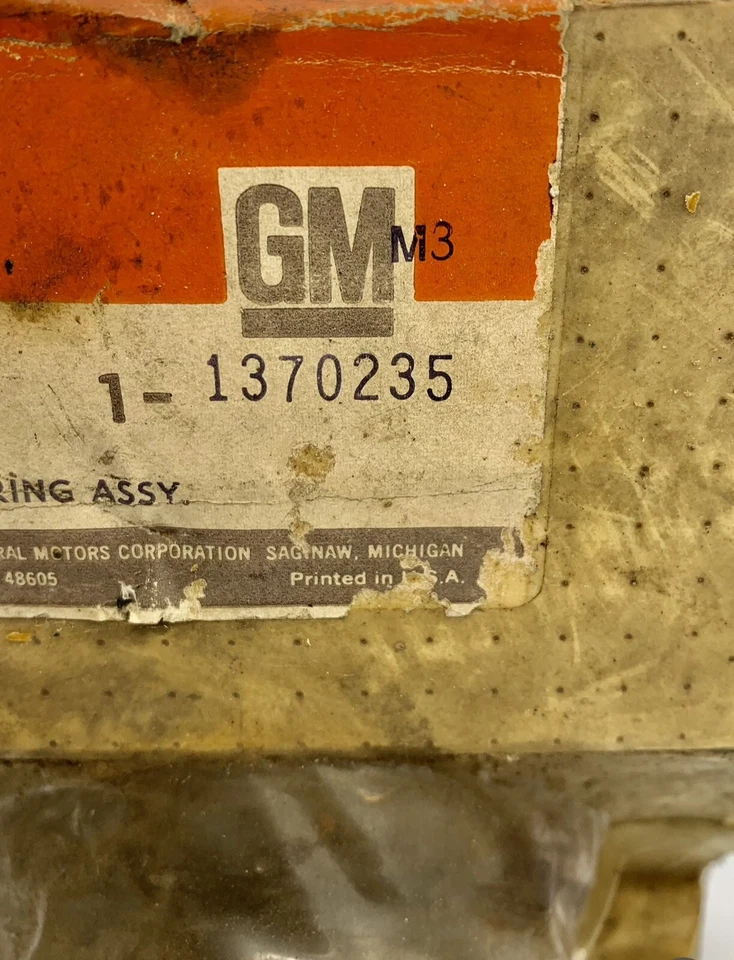 GM
M3
1- 1370235
RING ASSY.
RAL MOTORS CORPORATION SAGINAW, MICHIGAN
48605 Printed in U.S.A.